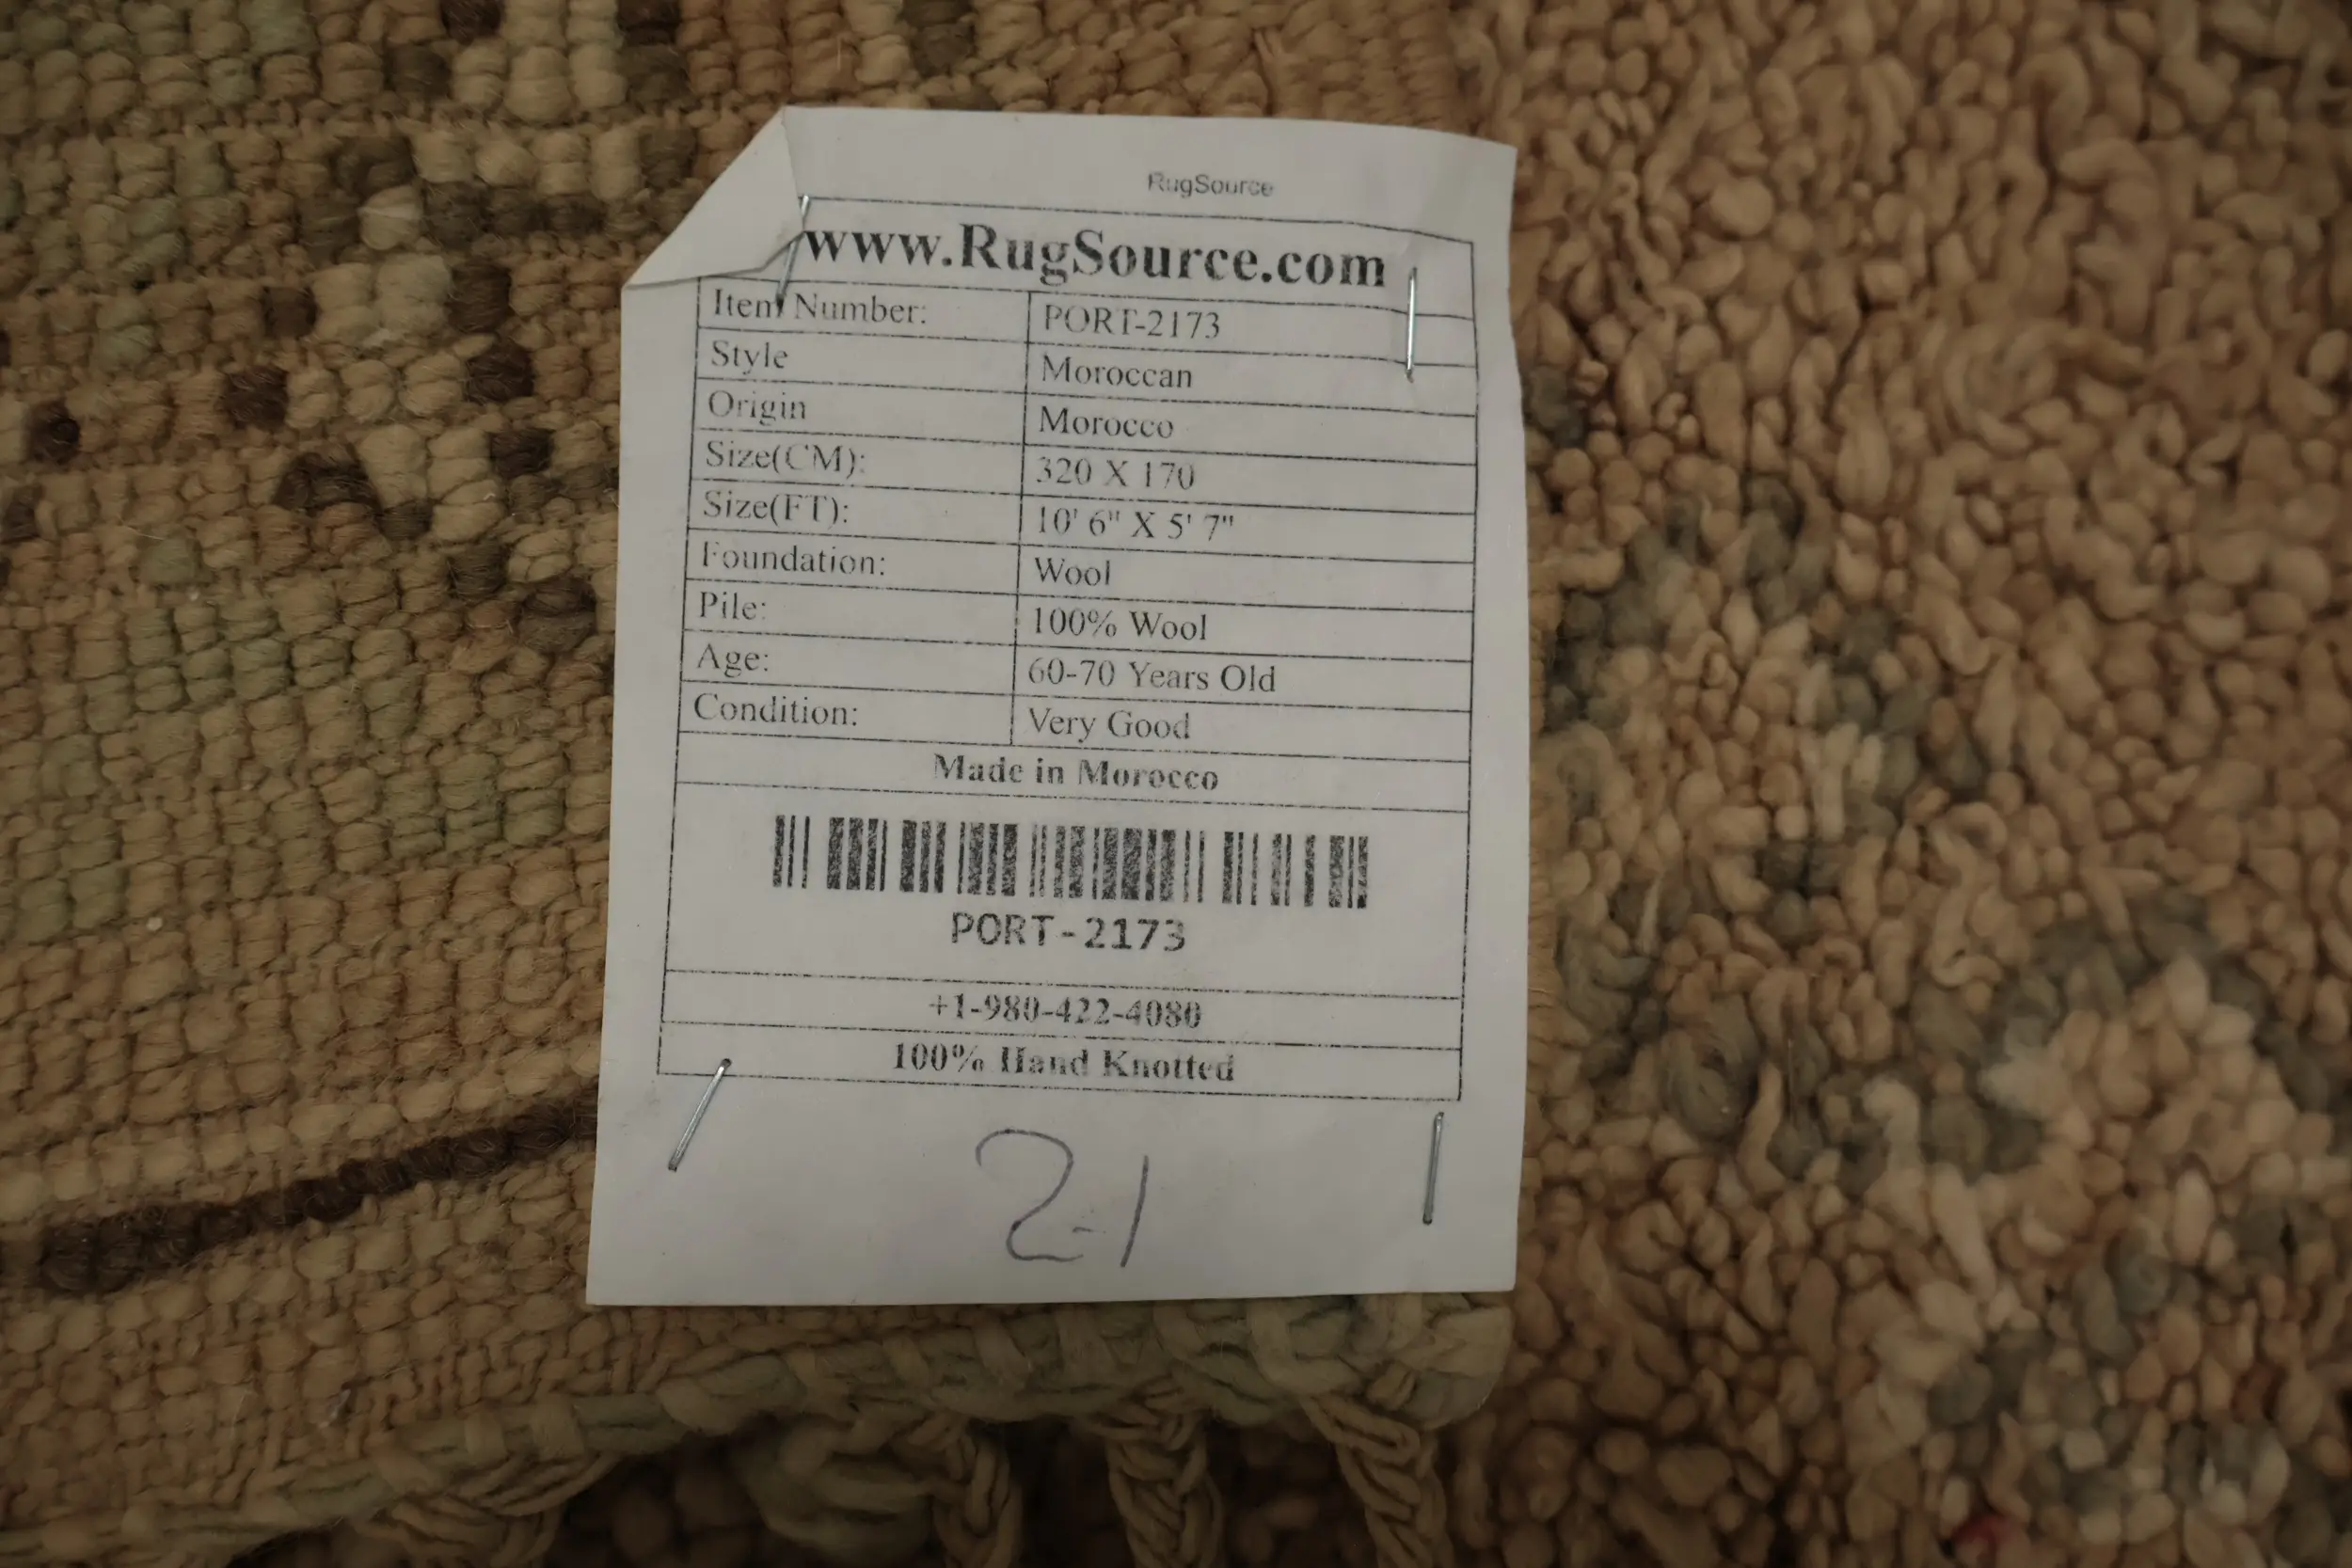 RugSource
www.RugSource.com
Item Number: PORT-2173
Style Moroccan
Origin Morocco
Size(CM): 320 X 170
Size(FT): 10' 6" X 5' 7"
Foundation: Wool
Pile: 100% Wool
Age: 60-70 Years Old
Condition: Very Good
Made in Morocco
PORT-2173
+1-980-422-4080
100% Hand Knotted
2-1